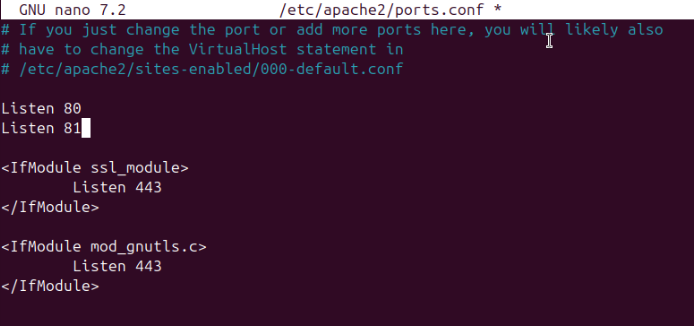 GNU nano 7.2 /etc/apache2/ports.conf *
# If you just change the port or add more ports here, you will likely also
# have to change the VirtualHost statement in
# /etc/apache2/sites-enabled/000-default.conf
Listen 80
Listen 81
<IfModule ssl_module>
Listen 443
</IfModule>
<IfModule mod_gnutls.c>
Listen 443
</IfModule>